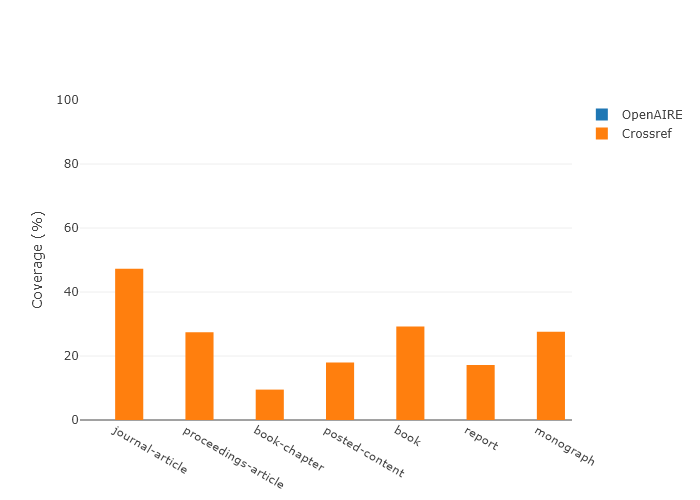 100
80
60
40
20
0
Coverage (%)
journal-article
proceedings-article
book-chapter
posted-content
book
report
monograph
OpenAIRE
Crossref